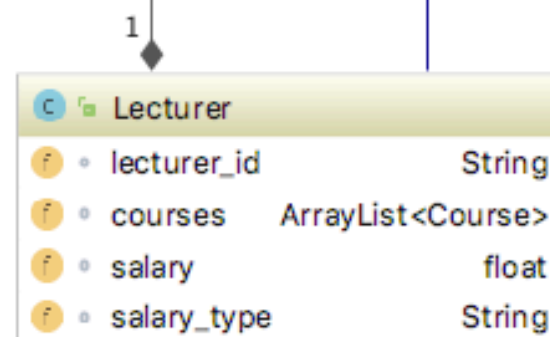 1
C Lecturer
f lecturer_id String
f courses ArrayList<Course>
f salary float
f salary_type String